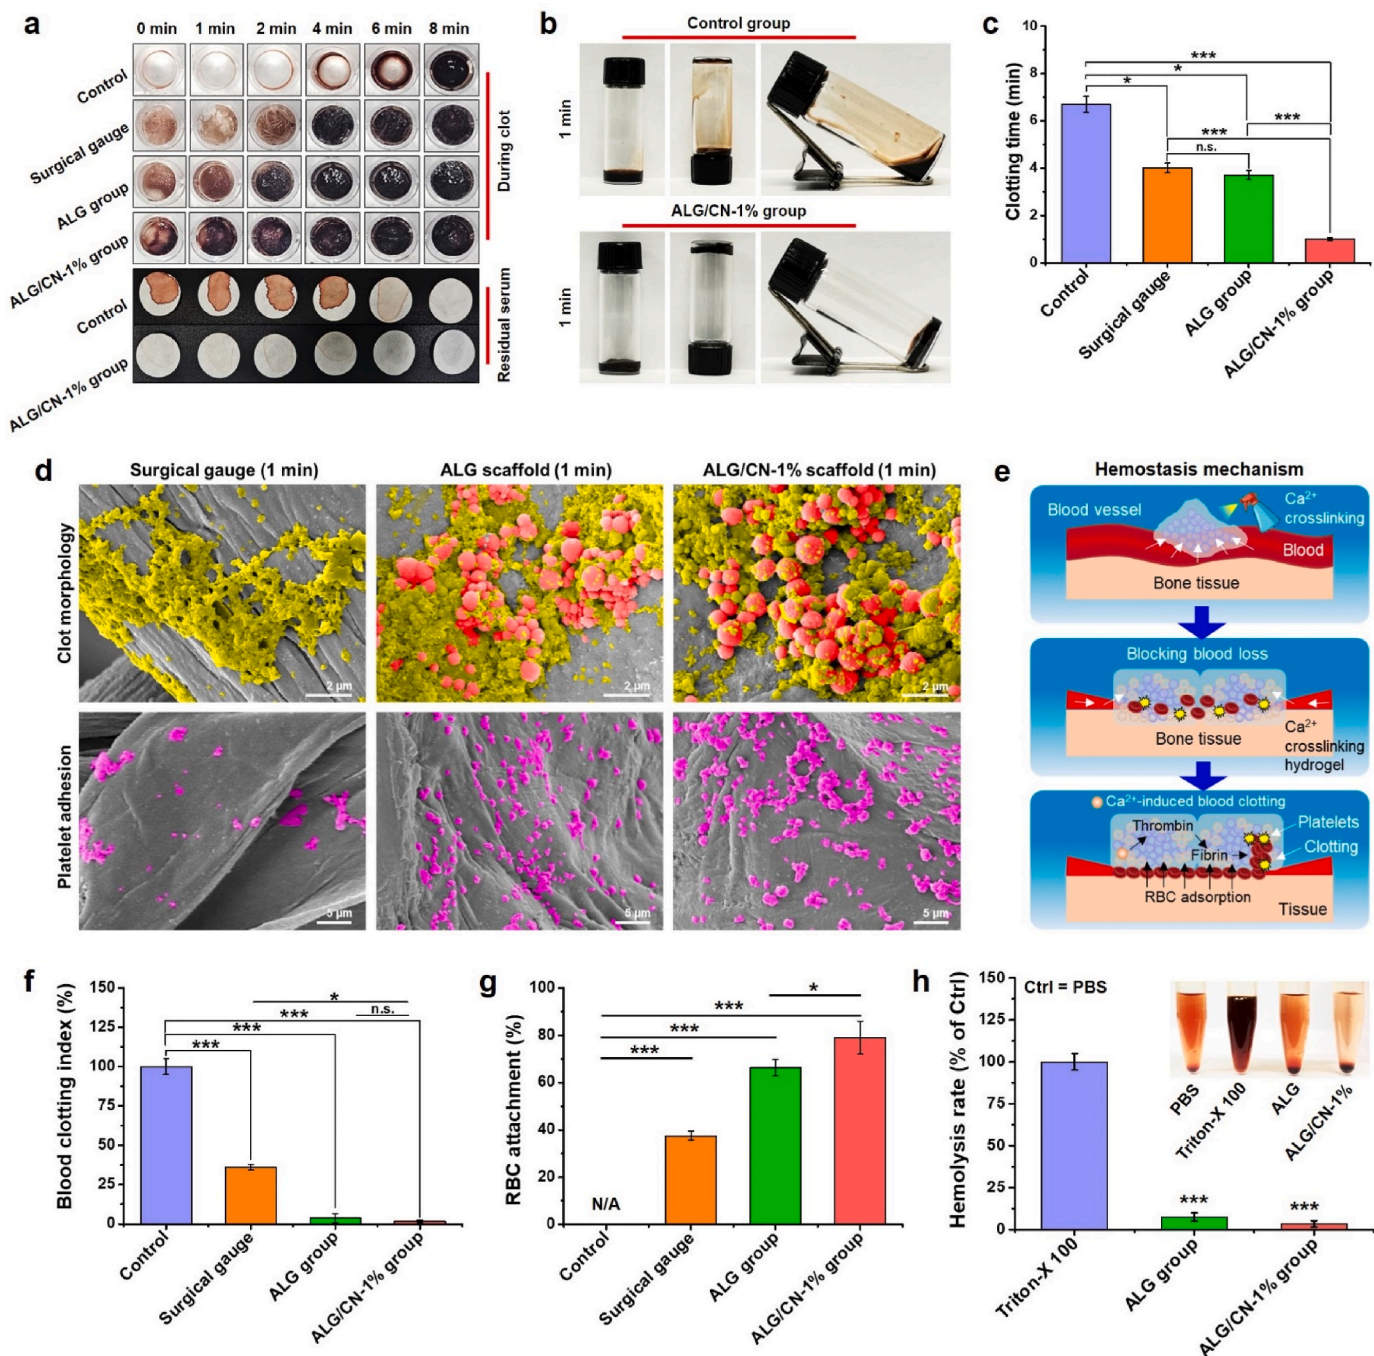 a
0 min 1 min 2 min 4 min 6 min 8 min
Control
Surgical gauge
ALG group
ALG/CN-1% group
During clot
Control
ALG/CN-1% group
Residual serum
b
Control group
1 min
ALG/CN-1% group
1 min
c
Clotting time (min)
10
8
6
4
2
0
***
*
*
***
***
n.s.
Control
Surgical gauge
ALG group
ALG/CN-1% group
d
Surgical gauge (1 min) ALG scaffold (1 min) ALG/CN-1% scaffold (1 min)
Clot morphology
2 µm 2 µm 2 µm
Platelet adhesion
5 µm 5 µm 5 µm
e
Hemostasis mechanism
Blood vessel
Ca2+
crosslinking
Blood
Bone tissue
Blocking blood loss
Bone tissue
Ca2+
crosslinking
hydrogel
Ca2+-induced blood clotting
Thrombin
Fibrin
Platelets
Clotting
RBC adsorption
Tissue
f
Blood clotting index (%)
150
125
100
75
50
25
0
*
n.s.
***
***
***
Control
Surgical gauge
ALG group
ALG/CN-1% group
g
RBC attachment (%)
100
80
60
40
20
0
*
***
***
***
N/A
Control
Surgical gauge
ALG group
ALG/CN-1% group
h
Hemolysis rate (% of Ctrl)
150
125
100
75
50
25
0
Ctrl = PBS
PBS
Triton-X 100
ALG
ALG/CN-1%
***
***
Triton-X 100
ALG group
ALG/CN-1% group